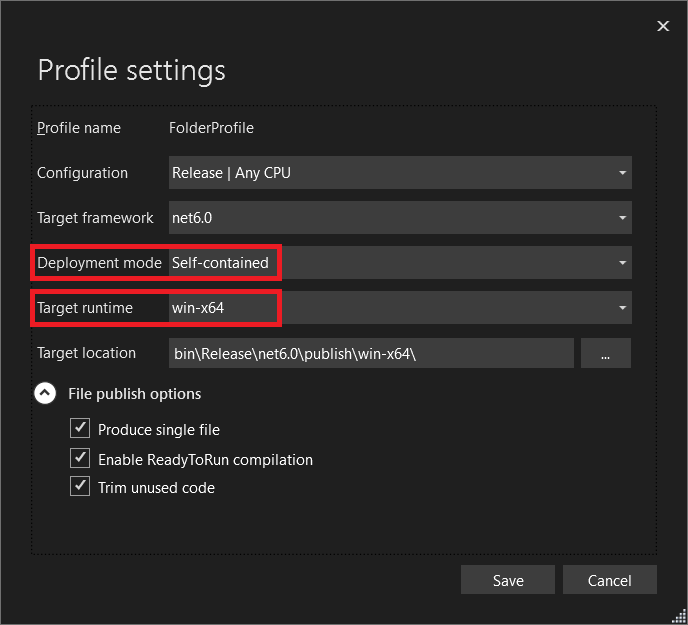 Profile settings
Profile name FolderProfile
Configuration Release | Any CPU
Target framework net6.0
Deployment mode Self-contained
Target runtime win-x64
Target location bin\Release\net6.0\publish\win-x64\ ...
File publish options
Produce single file
Enable ReadyToRun compilation
Trim unused code
Save Cancel